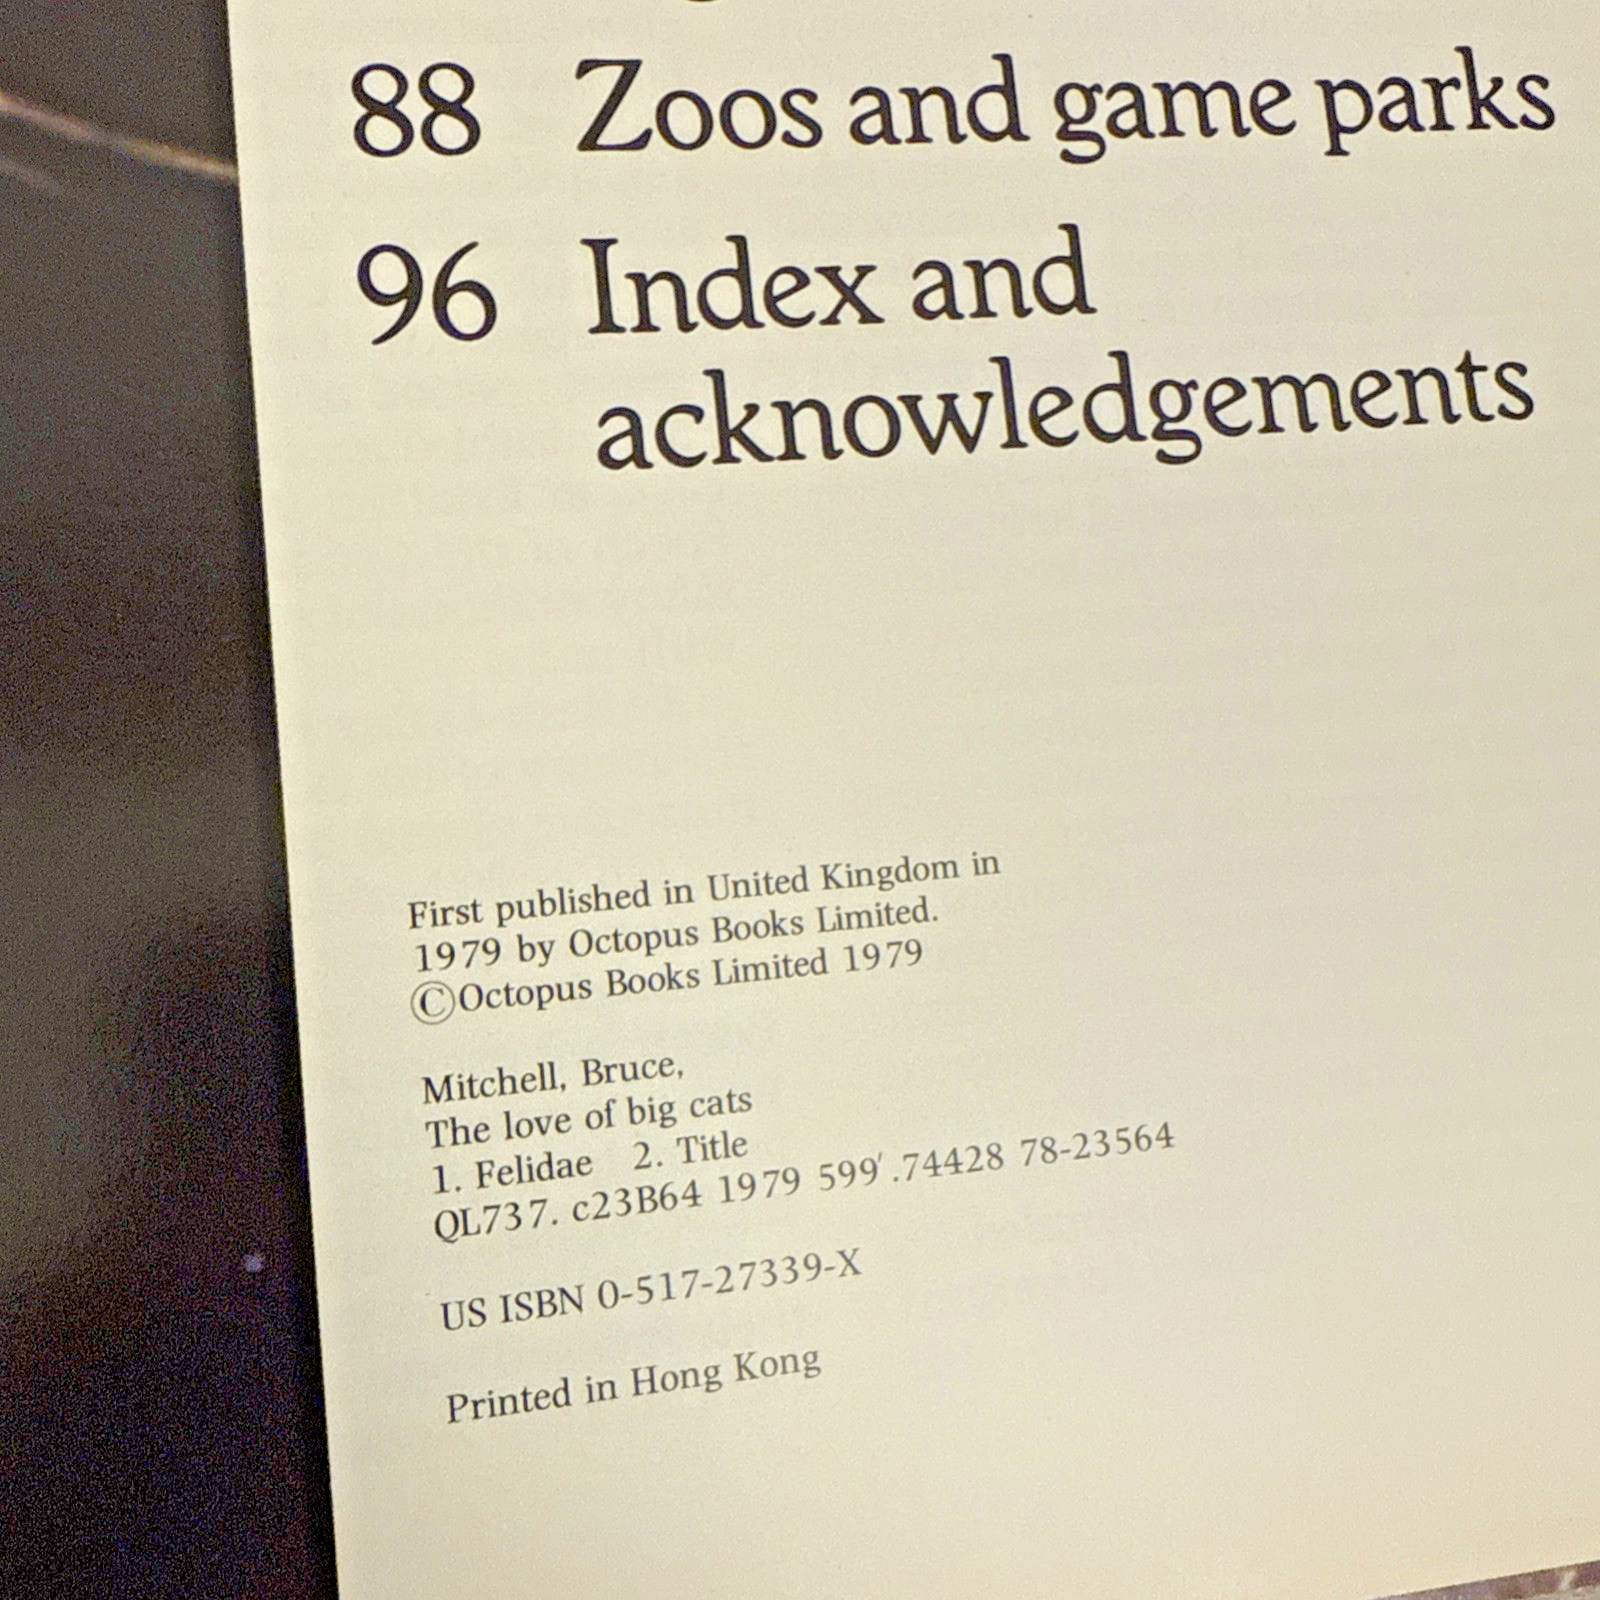 88 Zoos and game parks
96 Index and
acknowledgements
First published in United Kingdom in
1979 by Octopus Books Limited.
©Octopus Books Limited 1979
Mitchell, Bruce,
The love of big cats
1. Felidae 2. Title
QL737. c23B64 1979 599'.74428 78-23564
US ISBN 0-517-27339-X
Printed in Hong Kong